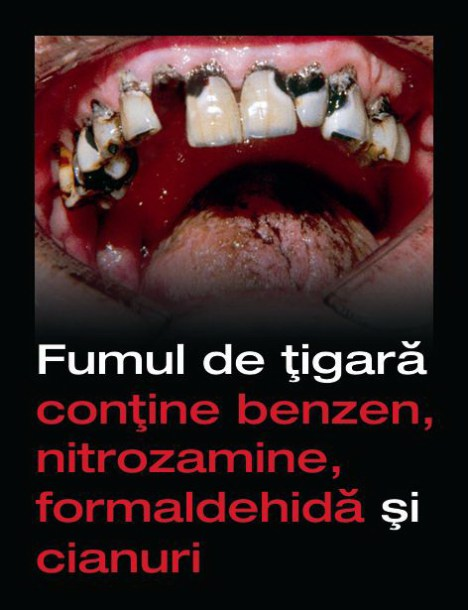 Fumul de ţigară
conţine benzen,
nitrozamine,
formaldehidă şi
cianuri